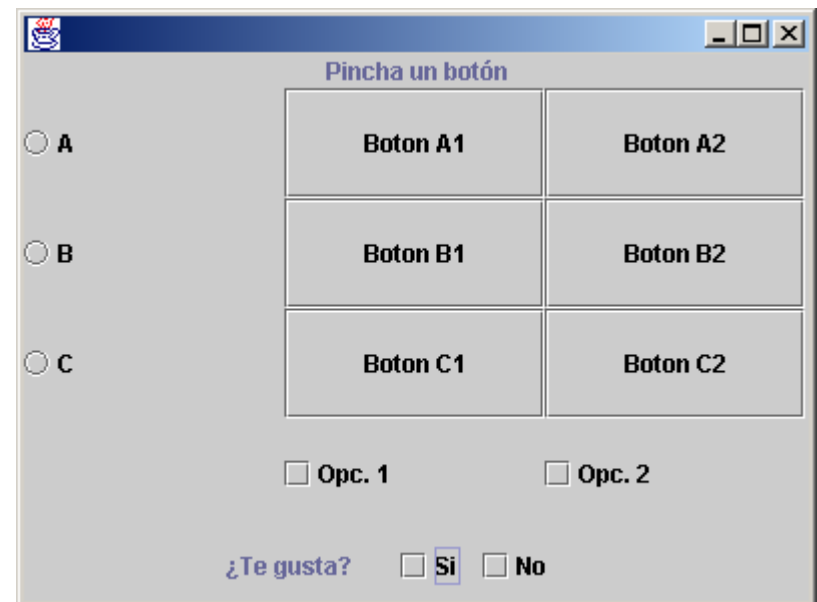 Pincha un botón
A Boton A1 Boton A2
B Boton B1 Boton B2
C Boton C1 Boton C2
Opc. 1 Opc. 2
¿Te gusta? Si No